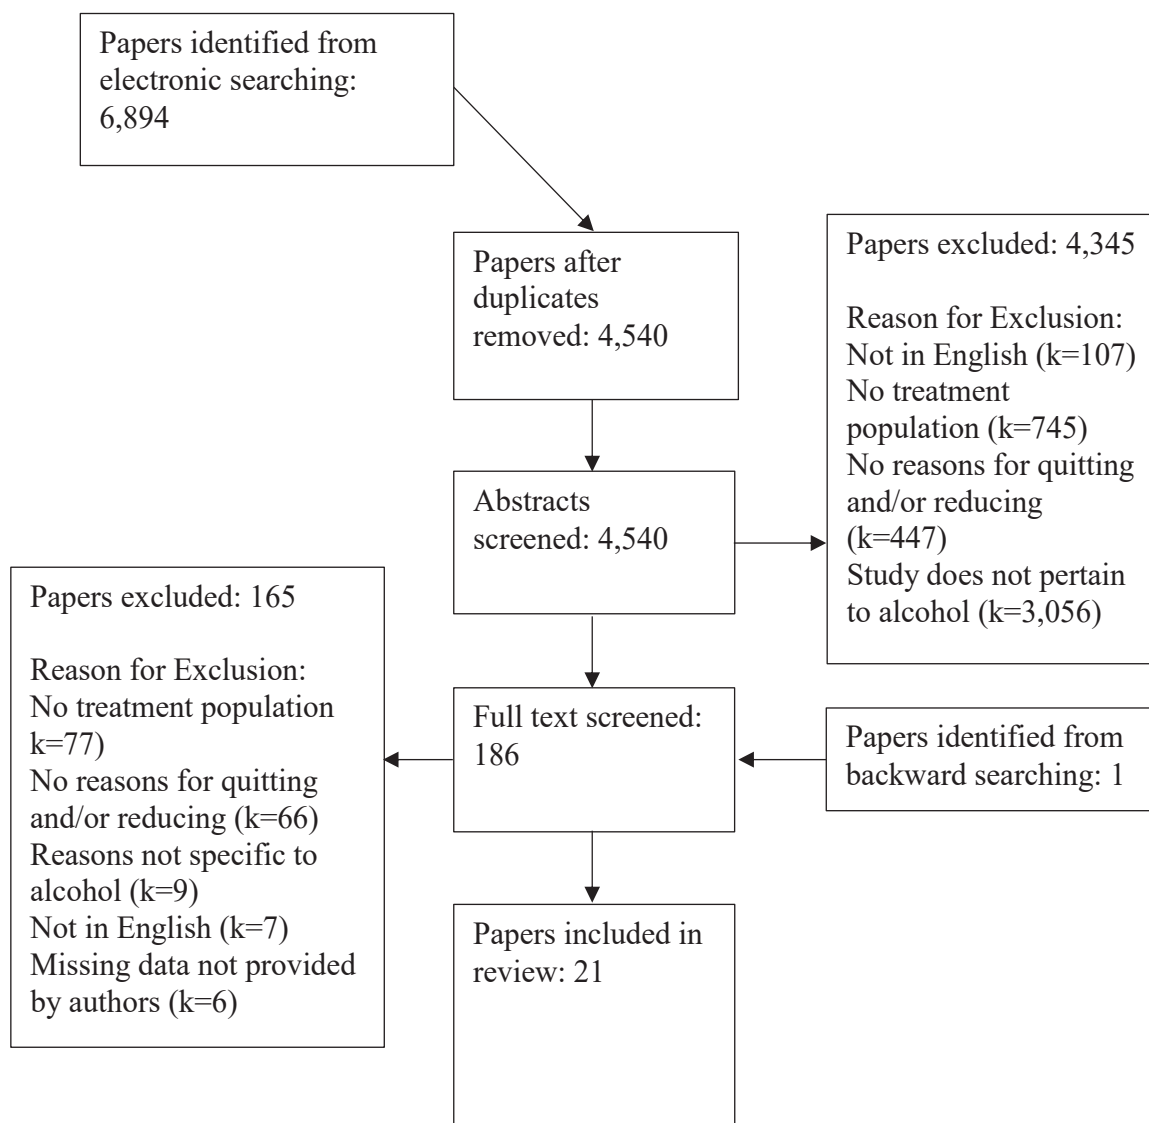 Papers identified from
electronic searching:
6,894
Papers after
duplicates
removed: 4,540
Papers excluded: 4,345
Reason for Exclusion:
Not in English (k=107)
No treatment
population (k=745)
No reasons for quitting
and/or reducing
(k=447)
Study does not pertain
to alcohol (k=3,056)
Abstracts
screened: 4,540
Papers excluded: 165
Reason for Exclusion:
No treatment population
k=77)
No reasons for quitting
and/or reducing (k=66)
Reasons not specific to
alcohol (k=9)
Not in English (k=7)
Missing data not provided
by authors (k=6)
Full text screened:
186
Papers identified from
backward searching: 1
Papers included in
review: 21